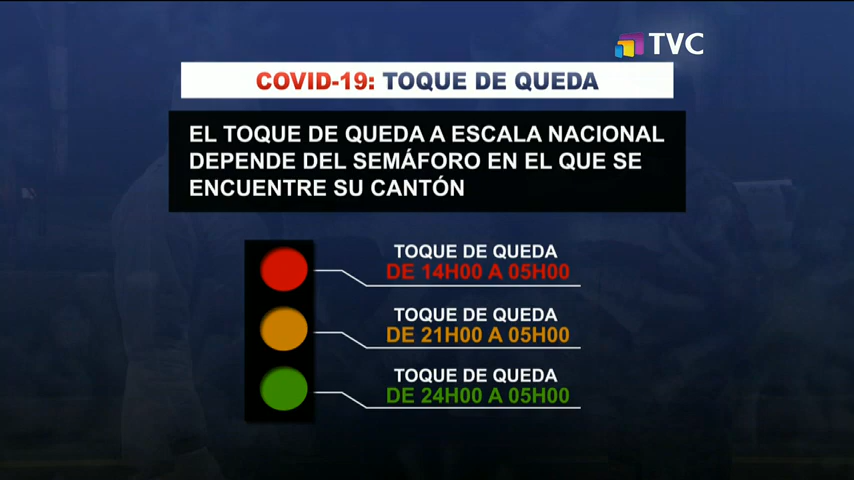 TVC
COVID-19: TOQUE DE QUEDA
EL TOQUE DE QUEDA A ESCALA NACIONAL
DEPENDE DEL SEMÁFORO EN EL QUE SE
ENCUENTRE SU CANTÓN
TOQUE DE QUEDA
DE 14H00 A 05H00
TOQUE DE QUEDA
DE 21H00 A 05H00
TOQUE DE QUEDA
DE 24H00 A 05H00